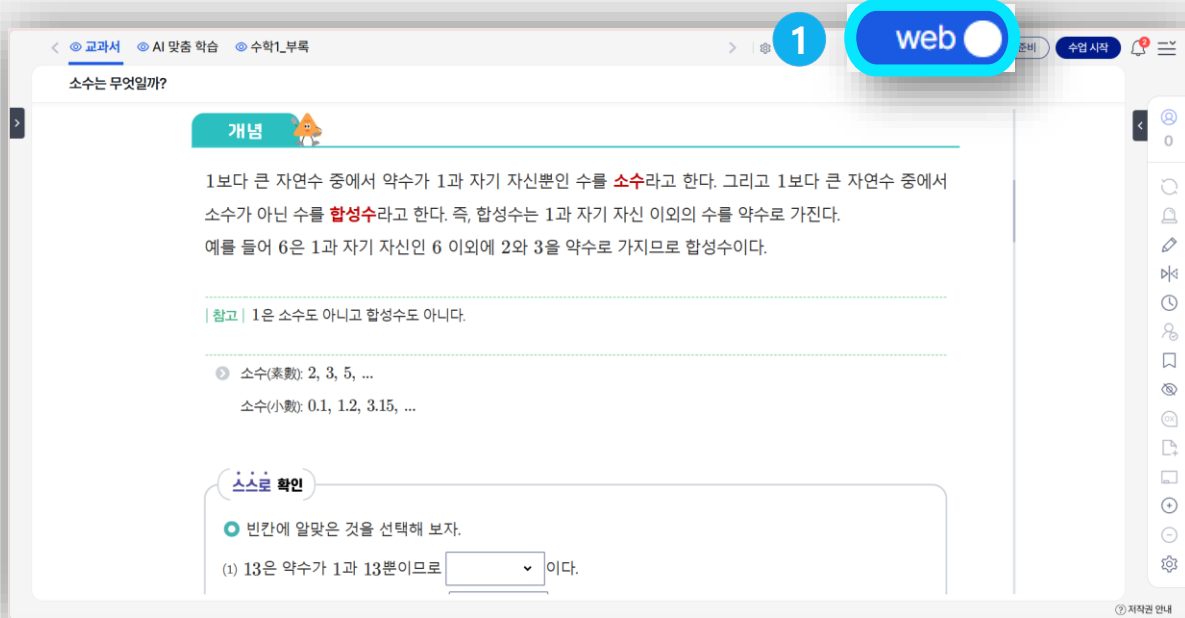 교과서 AI 맞춤 학습 수학1_부록 1 web 준비 수업 시작 2
소수는 무엇일까?
0
개념
1보다 큰 자연수 중에서 약수가 1과 자기 자신뿐인 수를 소수라고 한다. 그리고 1보다 큰 자연수 중에서
소수가 아닌 수를 합성수라고 한다. 즉, 합성수는 1과 자기 자신 이외의 수를 약수로 가진다.
예를 들어 6은 1과 자기 자신인 6 이외에 2와 3을 약수로 가지므로 합성수이다.
|참고| 1은 소수도 아니고 합성수도 아니다.
소수(素數): 2, 3, 5, ...
소수(小數): 0.1, 1.2, 3.15, ...
스스로 확인
빈칸에 알맞은 것을 선택해 보자.
(1) 13은 약수가 1과 13뿐이므로 이다.
OX
? 저작권 안내